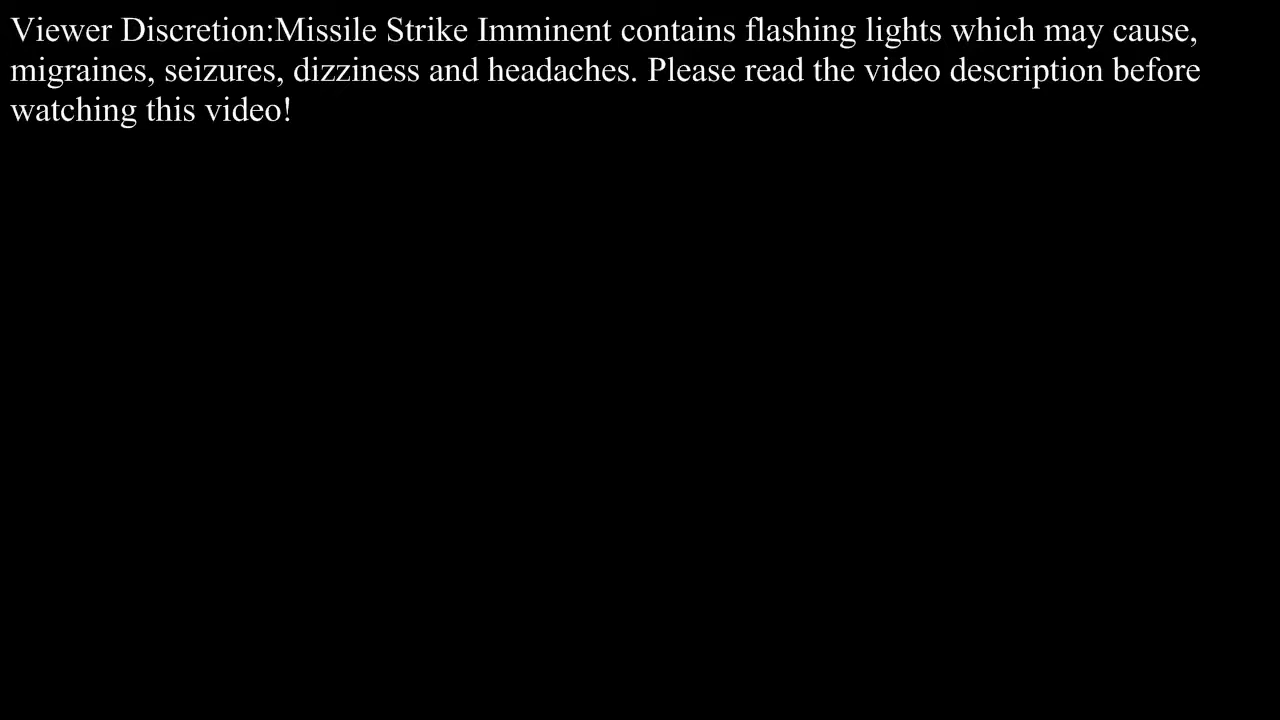 Viewer Discretion:Missile Strike Imminent contains flashing lights which may cause,
migraines, seizures, dizziness and headaches. Please read the video description before
watching this video!